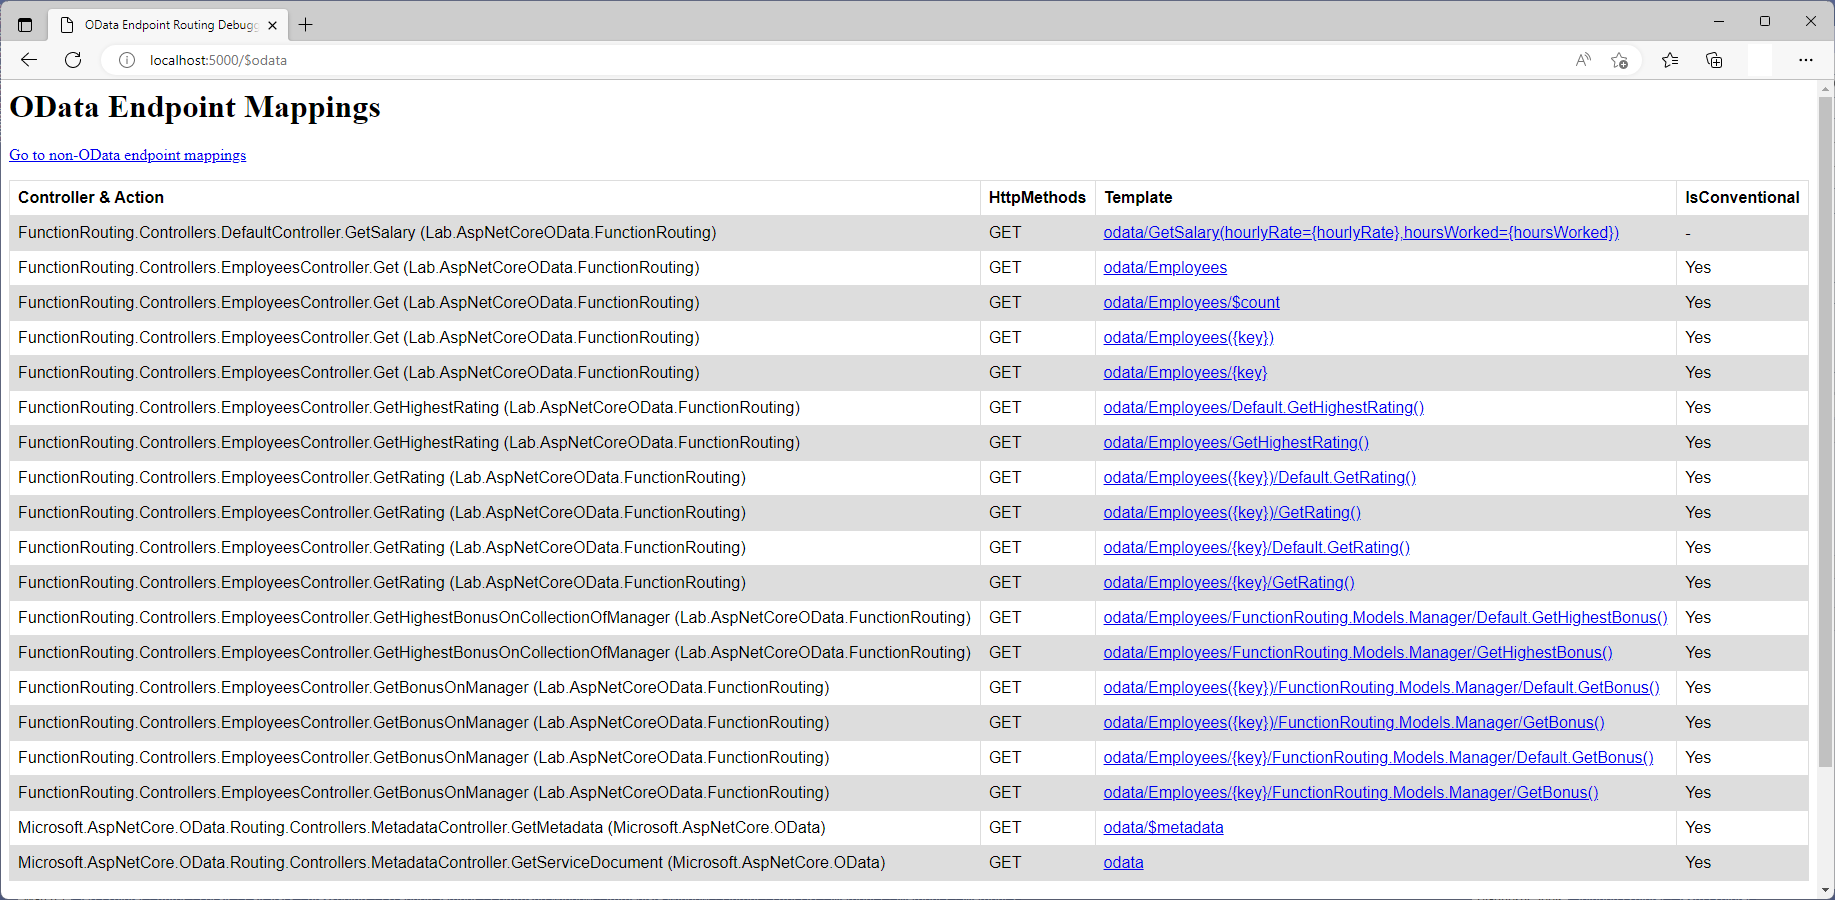 OData Endpoint Routing Debugg
localhost:5000/$odata
OData Endpoint Mappings
Go to non-OData endpoint mappings
Controller & Action HttpMethods Template IsConventional
FunctionRouting.Controllers.DefaultController.GetSalary (Lab.AspNetCoreOData.FunctionRouting) GET odata/GetSalary(hourlyRate={hourlyRate},hoursWorked={hoursWorked}) -
FunctionRouting.Controllers.EmployeesController.Get (Lab.AspNetCoreOData.FunctionRouting) GET odata/Employees Yes
FunctionRouting.Controllers.EmployeesController.Get (Lab.AspNetCoreOData.FunctionRouting) GET odata/Employees/$count Yes
FunctionRouting.Controllers.EmployeesController.Get (Lab.AspNetCoreOData.FunctionRouting) GET odata/Employees({key}) Yes
FunctionRouting.Controllers.EmployeesController.Get (Lab.AspNetCoreOData.FunctionRouting) GET odata/Employees/{key} Yes
FunctionRouting.Controllers.EmployeesController.GetHighestRating (Lab.AspNetCoreOData.FunctionRouting) GET odata/Employees/Default.GetHighestRating() Yes
FunctionRouting.Controllers.EmployeesController.GetHighestRating (Lab.AspNetCoreOData.FunctionRouting) GET odata/Employees/GetHighestRating() Yes
FunctionRouting.Controllers.EmployeesController.GetRating (Lab.AspNetCoreOData.FunctionRouting) GET odata/Employees({key})/Default.GetRating() Yes
FunctionRouting.Controllers.EmployeesController.GetRating (Lab.AspNetCoreOData.FunctionRouting) GET odata/Employees({key})/GetRating() Yes
FunctionRouting.Controllers.EmployeesController.GetRating (Lab.AspNetCoreOData.FunctionRouting) GET odata/Employees/{key}/Default.GetRating() Yes
FunctionRouting.Controllers.EmployeesController.GetRating (Lab.AspNetCoreOData.FunctionRouting) GET odata/Employees/{key}/GetRating() Yes
FunctionRouting.Controllers.EmployeesController.GetHighestBonusOnCollectionOfManager (Lab.AspNetCoreOData.FunctionRouting) GET odata/Employees/FunctionRouting.Models.Manager/Default.GetHighestBonus() Yes
FunctionRouting.Controllers.EmployeesController.GetHighestBonusOnCollectionOfManager (Lab.AspNetCoreOData.FunctionRouting) GET odata/Employees/FunctionRouting.Models.Manager/GetHighestBonus() Yes
FunctionRouting.Controllers.EmployeesController.GetBonusOnManager (Lab.AspNetCoreOData.FunctionRouting) GET odata/Employees({key})/FunctionRouting.Models.Manager/Default.GetBonus() Yes
FunctionRouting.Controllers.EmployeesController.GetBonusOnManager (Lab.AspNetCoreOData.FunctionRouting) GET odata/Employees({key})/FunctionRouting.Models.Manager/GetBonus() Yes
FunctionRouting.Controllers.EmployeesController.GetBonusOnManager (Lab.AspNetCoreOData.FunctionRouting) GET odata/Employees/{key}/FunctionRouting.Models.Manager/Default.GetBonus() Yes
FunctionRouting.Controllers.EmployeesController.GetBonusOnManager (Lab.AspNetCoreOData.FunctionRouting) GET odata/Employees/{key}/FunctionRouting.Models.Manager/GetBonus() Yes
Microsoft.AspNetCore.OData.Routing.Controllers.MetadataController.GetMetadata (Microsoft.AspNetCore.OData) GET odata/$metadata Yes
Microsoft.AspNetCore.OData.Routing.Controllers.MetadataController.GetServiceDocument (Microsoft.AspNetCore.OData) GET odata Yes